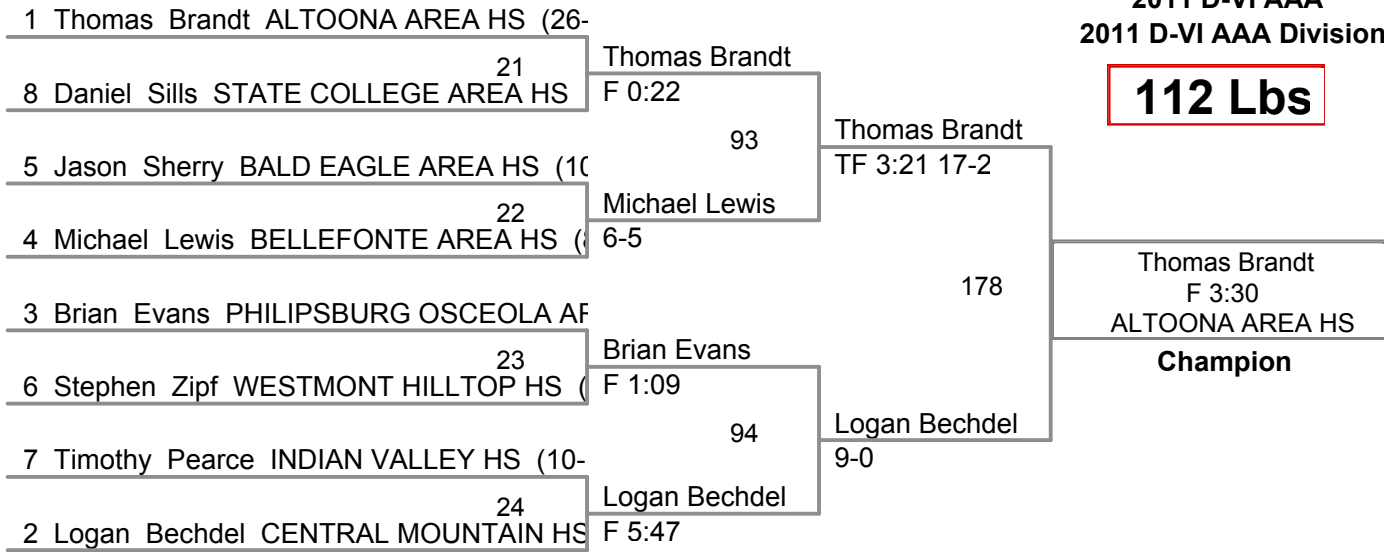 1 Thomas Brandt ALTOONA AREA HS (26-
21
8 Daniel Sills STATE COLLEGE AREA HS
5 Jason Sherry BALD EAGLE AREA HS (10
22
4 Michael Lewis BELLEFONTE AREA HS (8
3 Brian Evans PHILIPSBURG OSCEOLA AR
23
6 Stephen Zipf WESTMONT HILLTOP HS (
7 Timothy Pearce INDIAN VALLEY HS (10-
24
2 Logan Bechdel CENTRAL MOUNTAIN HS
Thomas Brandt
F 0:22
93
Michael Lewis
6-5
Brian Evans
F 1:09
94
Logan Bechdel
F 5:47
Thomas Brandt
TF 3:21 17-2
178
Logan Bechdel
9-0
2011 D-VI AAA
2011 D-VI AAA Division
112 Lbs
Thomas Brandt
F 3:30
ALTOONA AREA HS
Champion